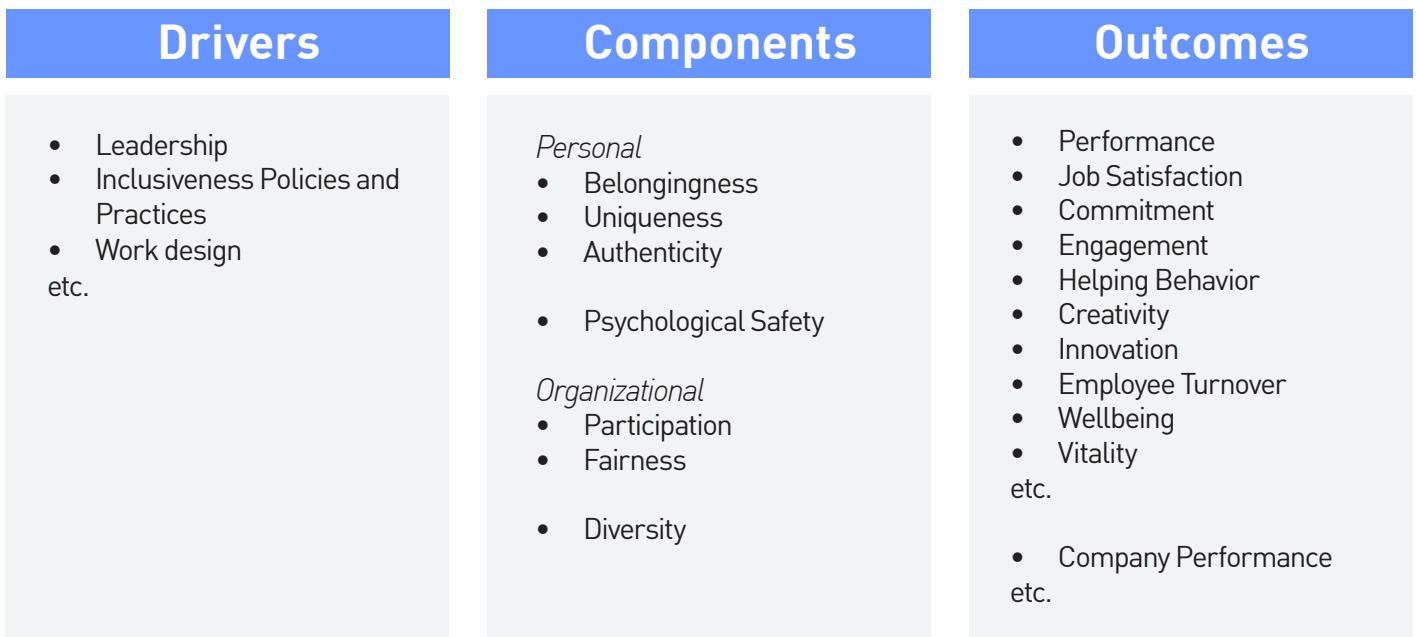 Drivers
• Leadership
• Inclusiveness Policies and
Practices
• Work design
etc.
Components
Personal
• Belongingness
• Uniqueness
• Authenticity
• Psychological Safety
Organizational
• Participation
• Fairness
• Diversity
Outcomes
• Performance
• Job Satisfaction
• Commitment
• Engagement
• Helping Behavior
• Creativity
• Innovation
• Employee Turnover
• Wellbeing
• Vitality
etc.
• Company Performance
etc.